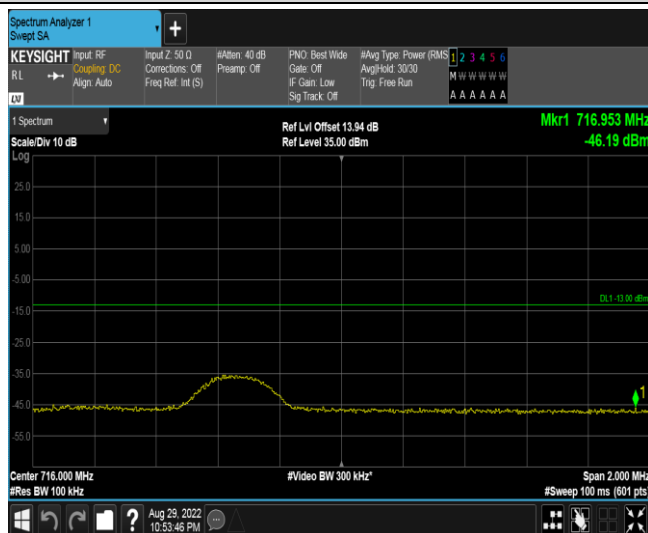 Spectrum Analyzer 1
Swept SA
+
KEYSIGHT
RL
LXI
Input: RF
Coupling: DC
Align: Auto
Input Z: 50 Ω
Corrections: Off
Freq Ref: Int (S)
#Atten: 40 dB
Preamp: Off
PNO: Best Wide
Gate: Off
IF Gain: Low
Sig Track: Off
#Avg Type: Power (RMS
Avg|Hold: 30/30
Trig: Free Run
1 2 3 4 5 6
M W W W W W
A A A A A A
1 Spectrum
Scale/Div 10 dB
Log
Ref Lvl Offset 13.94 dB
Ref Level 35.00 dBm
Mkr1 716.953 MHz
-46.19 dBm
25.0
15.0
5.00
-5.00
DL1 -13.00 dBm
-15.0
-25.0
-35.0
-45.0
1
-55.0
Center 716.000 MHz
#Res BW 100 kHz
#Video BW 300 kHz*
Span 2.000 MHz
#Sweep 100 ms (601 pts)
?
Aug 29, 2022
10:53:46 PM